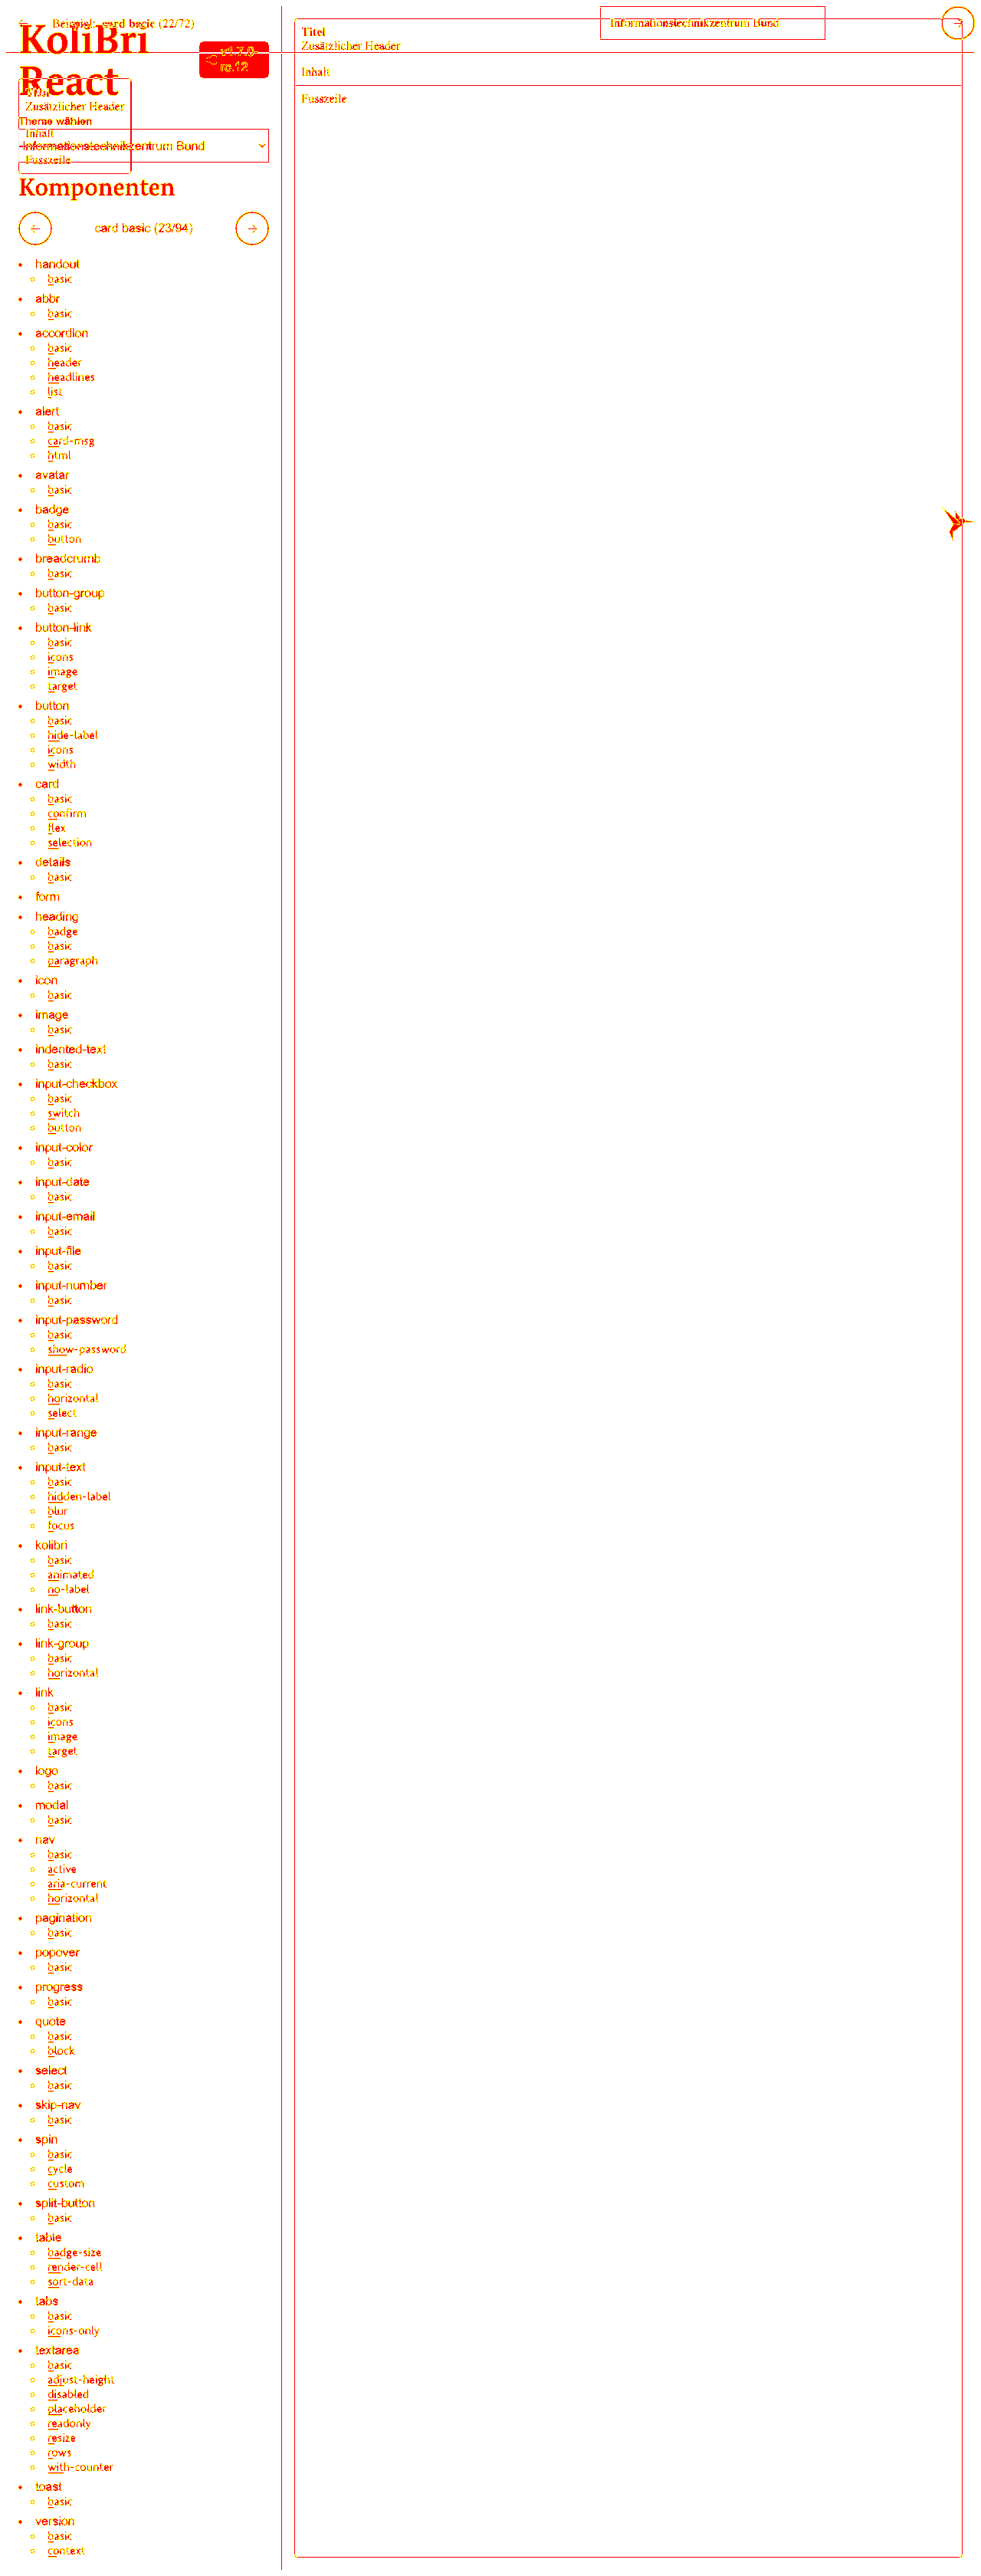 Beispiel: card basic (22/72)
Informationstechnikzentrum Bund
KoliBri
React
v1.7.0-
rc.12
Titel
Zusätzlicher Header
Inhalt
Fusszeile
Titel
Zusätzlicher Header
Theme wählen
Inhalt
Informationstechnikzentrum Bund
Fusszeile
Komponenten
card basic (23/94)
handout
basic
abbr
basic
accordion
basic
header
headlines
list
alert
basic
card-msg
html
avatar
basic
badge
basic
button
breadcrumb
basic
button-group
basic
button-link
basic
icons
image
target
button
basic
hide-label
icons
width
card
basic
confirm
flex
selection
details
basic
form
heading
badge
basic
paragraph
icon
basic
image
basic
indented-text
basic
input-checkbox
basic
switch
button
input-color
basic
input-date
basic
input-email
basic
input-file
basic
input-number
basic
input-password
basic
show-password
input-radio
basic
horizontal
select
input-range
basic
input-text
basic
hidden-label
blur
focus
kolibri
basic
animated
no-label
link-button
basic
link-group
basic
horizontal
link
basic
icons
image
target
logo
basic
modal
basic
nav
basic
active
aria-current
horizontal
pagination
basic
popover
basic
progress
basic
quote
basic
block
select
basic
skip-nav
basic
spin
basic
cycle
custom
split-button
basic
table
badge-size
render-cell
sort-data
tabs
basic
icons-only
textarea
basic
adjust-height
disabled
placeholder
readonly
resize
rows
with-counter
toast
basic
version
basic
context